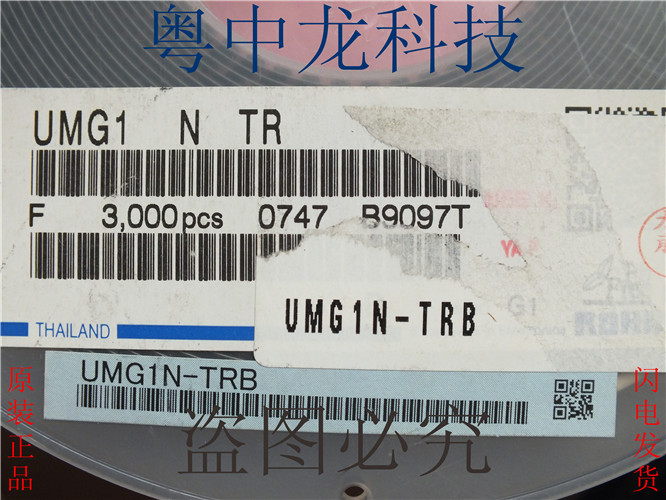 粤中龙科技
UMG1 N TR
F 3,000pcs 0747 B9097T
G1
UMG1N-TRB
THAILAND
UMG1N-TRB
原装正品
闪电发货
盗图必究